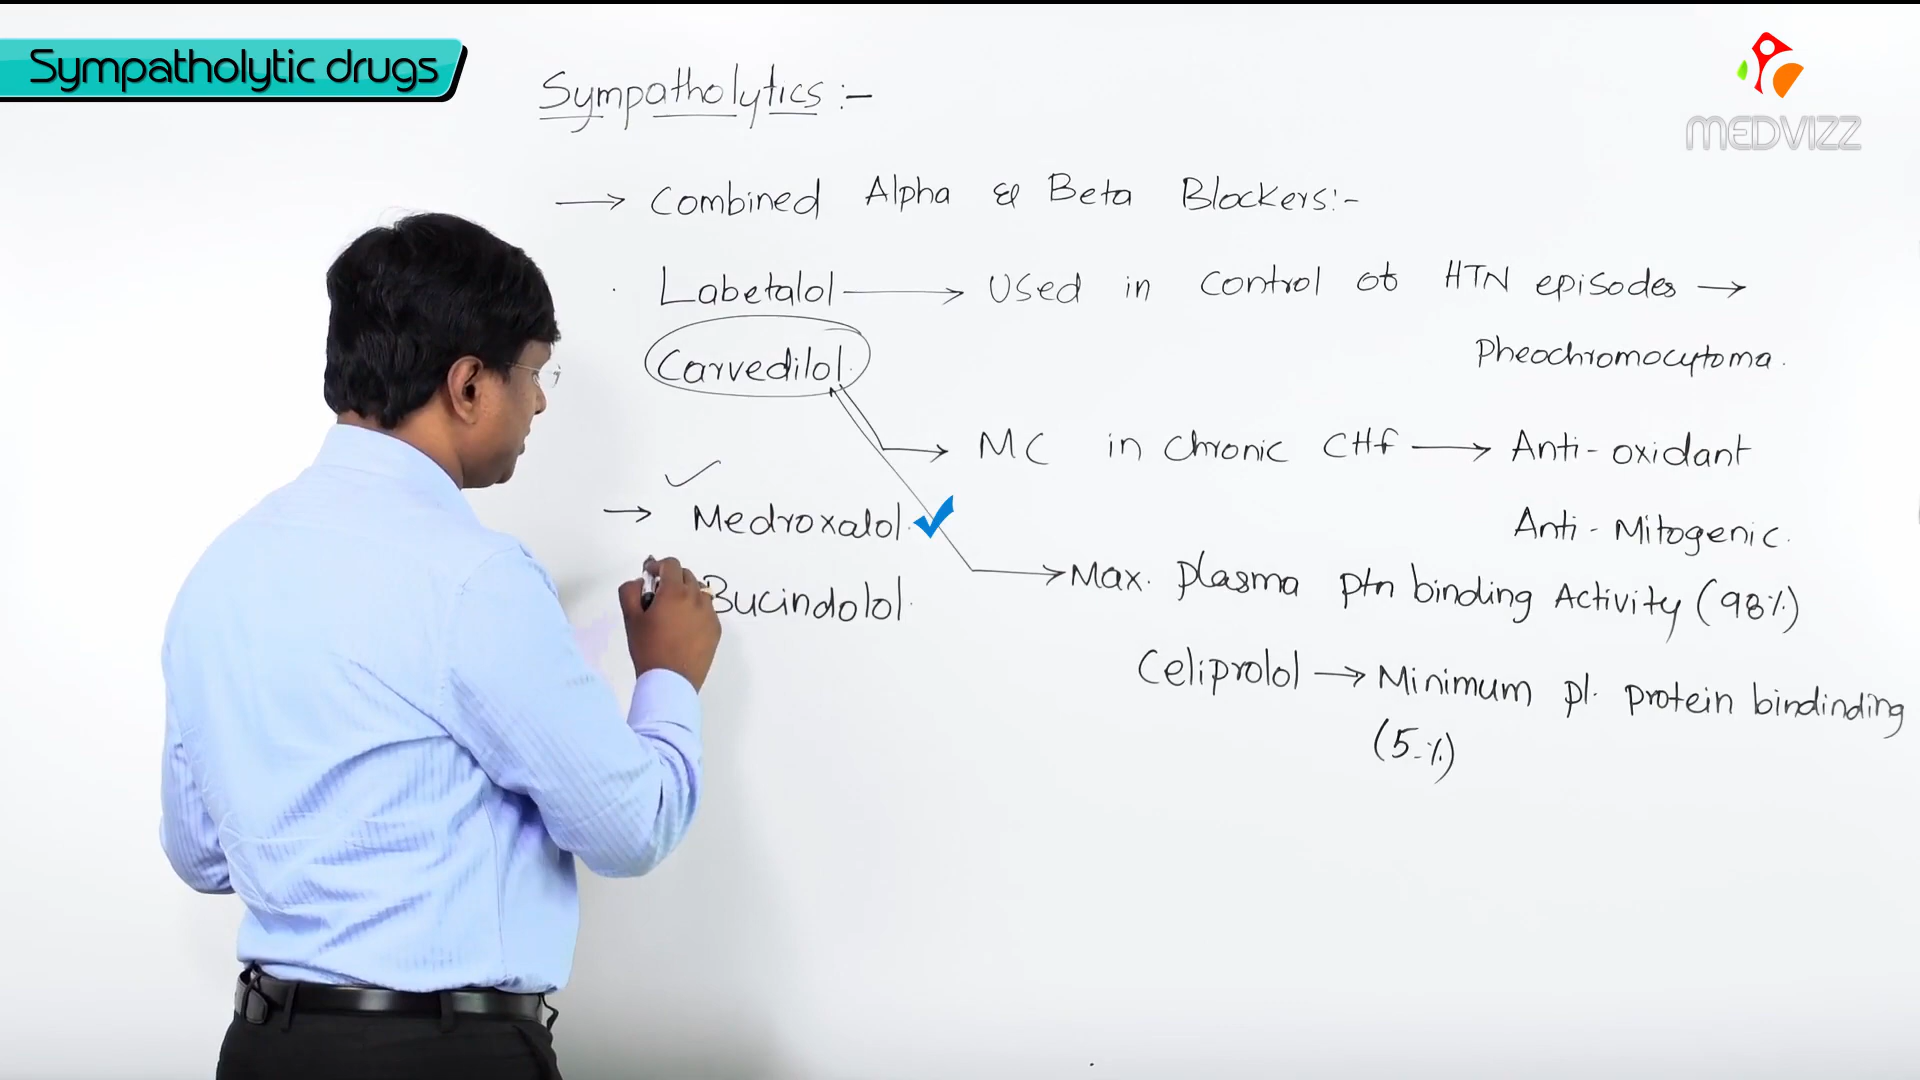 Sympatholytic drugs
MEDVIZZ
Sympatholytics :-
→ Combined Alpha & Beta Blockers:-
Labetalol → Used in control of HTN episodes →
Pheochromocytoma.
Carvedilol.
→ MC in chronic CHf → Anti-oxidant
Anti-Mitogenic.
→ Medroxalol.
→ Max. plasma ptn binding Activity (98%)
Bucindolol.
Celiprolol → Minimum pl. protein bindinding
(5%)